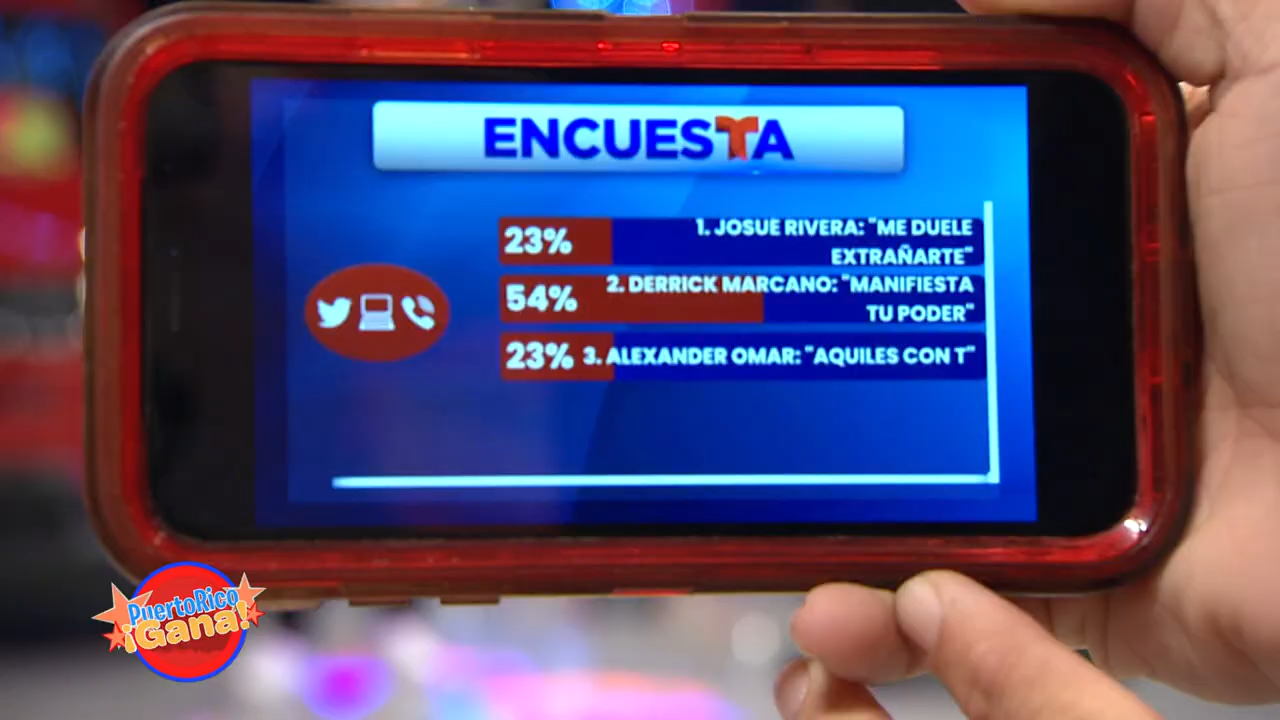 ENCUESTA
23% 1. JOSUE RIVERA: "ME DUELE
EXTRAÑARTE"
54% 2. DERRICK MARCANO: "MANIFIESTA
TU PODER"
23% 3. ALEXANDER OMAR: "AQUILES CON T"
PuertoRico
¡Gana!